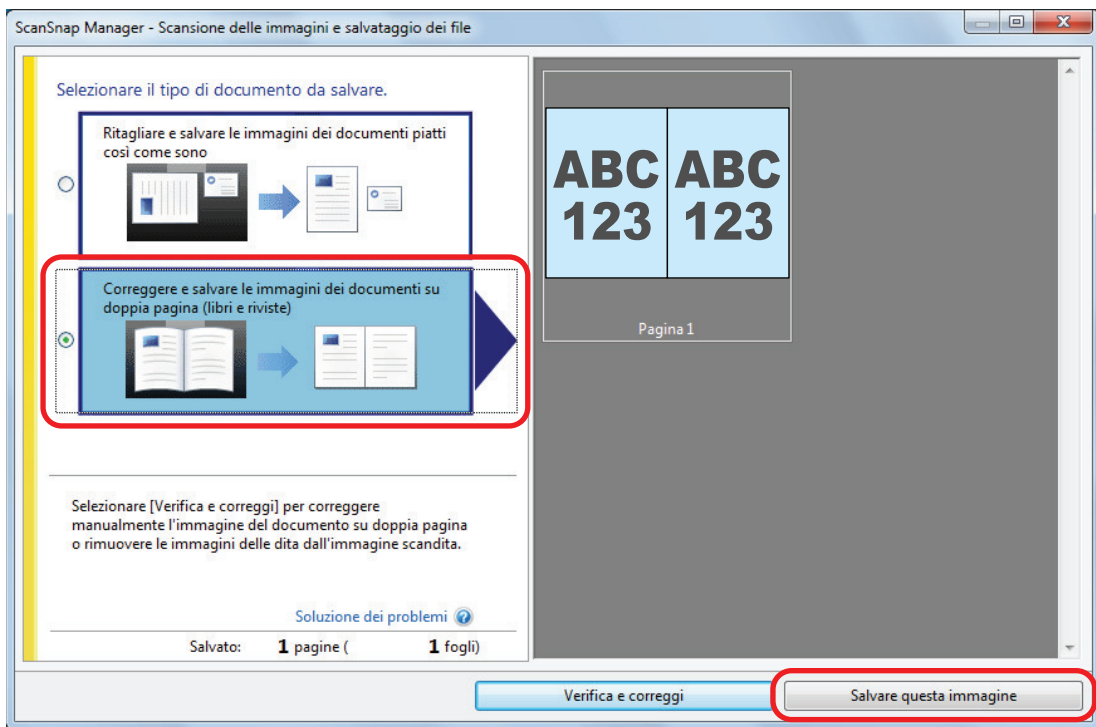 ScanSnap Manager - Scansione delle immagini e salvataggio dei file
Selezionare il tipo di documento da salvare.
Ritagliare e salvare le immagini dei documenti piatti
così come sono
Correggere e salvare le immagini dei documenti su
doppia pagina (libri e riviste)
Selezionare [Verifica e correggi] per correggere
manualmente l'immagine del documento su doppia pagina
o rimuovere le immagini delle dita dall'immagine scandita.
Soluzione dei problemi
Salvato: 1 pagine ( 1 fogli)
ABC ABC
123 123
Pagina 1
Verifica e correggi
Salvare questa immagine